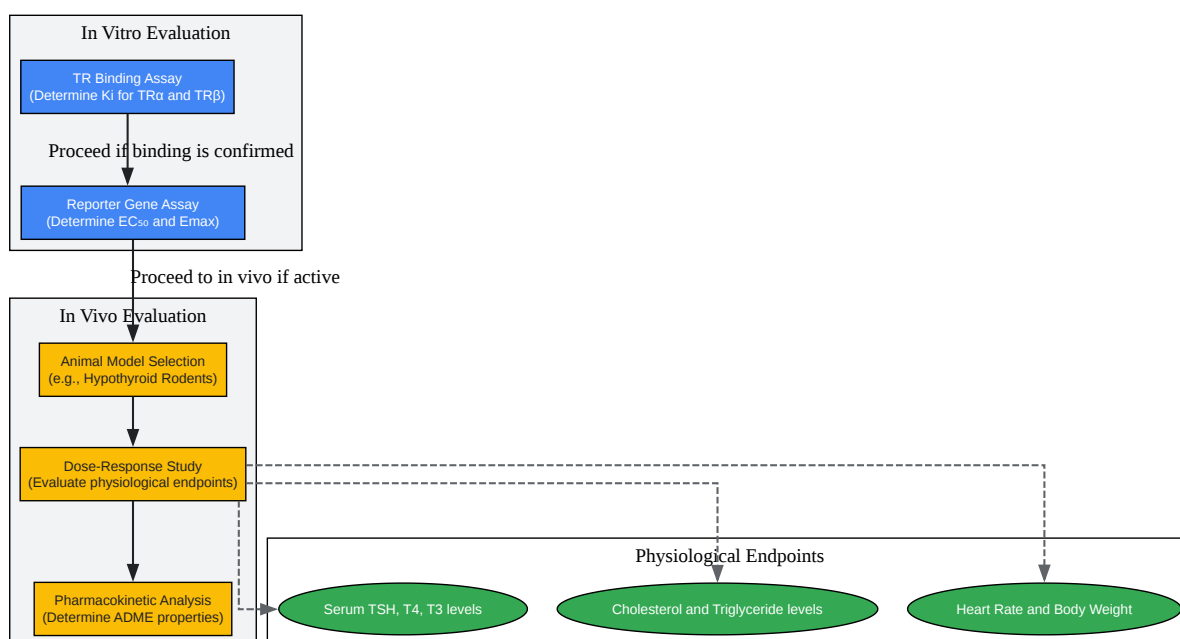 In Vitro Evaluation
TR Binding Assay
(Determine Ki for TRα and TRβ)
Proceed if binding is confirmed
Reporter Gene Assay
(Determine EC₅₀ and Emax)
Proceed to in vivo if active
In Vivo Evaluation
Animal Model Selection
(e.g., Hypothyroid Rodents)
Dose-Response Study
(Evaluate physiological endpoints)
Pharmacokinetic Analysis
(Determine ADME properties)
Physiological Endpoints
Serum TSH, T4, T3 levels
Cholesterol and Triglyceride levels
Heart Rate and Body Weight